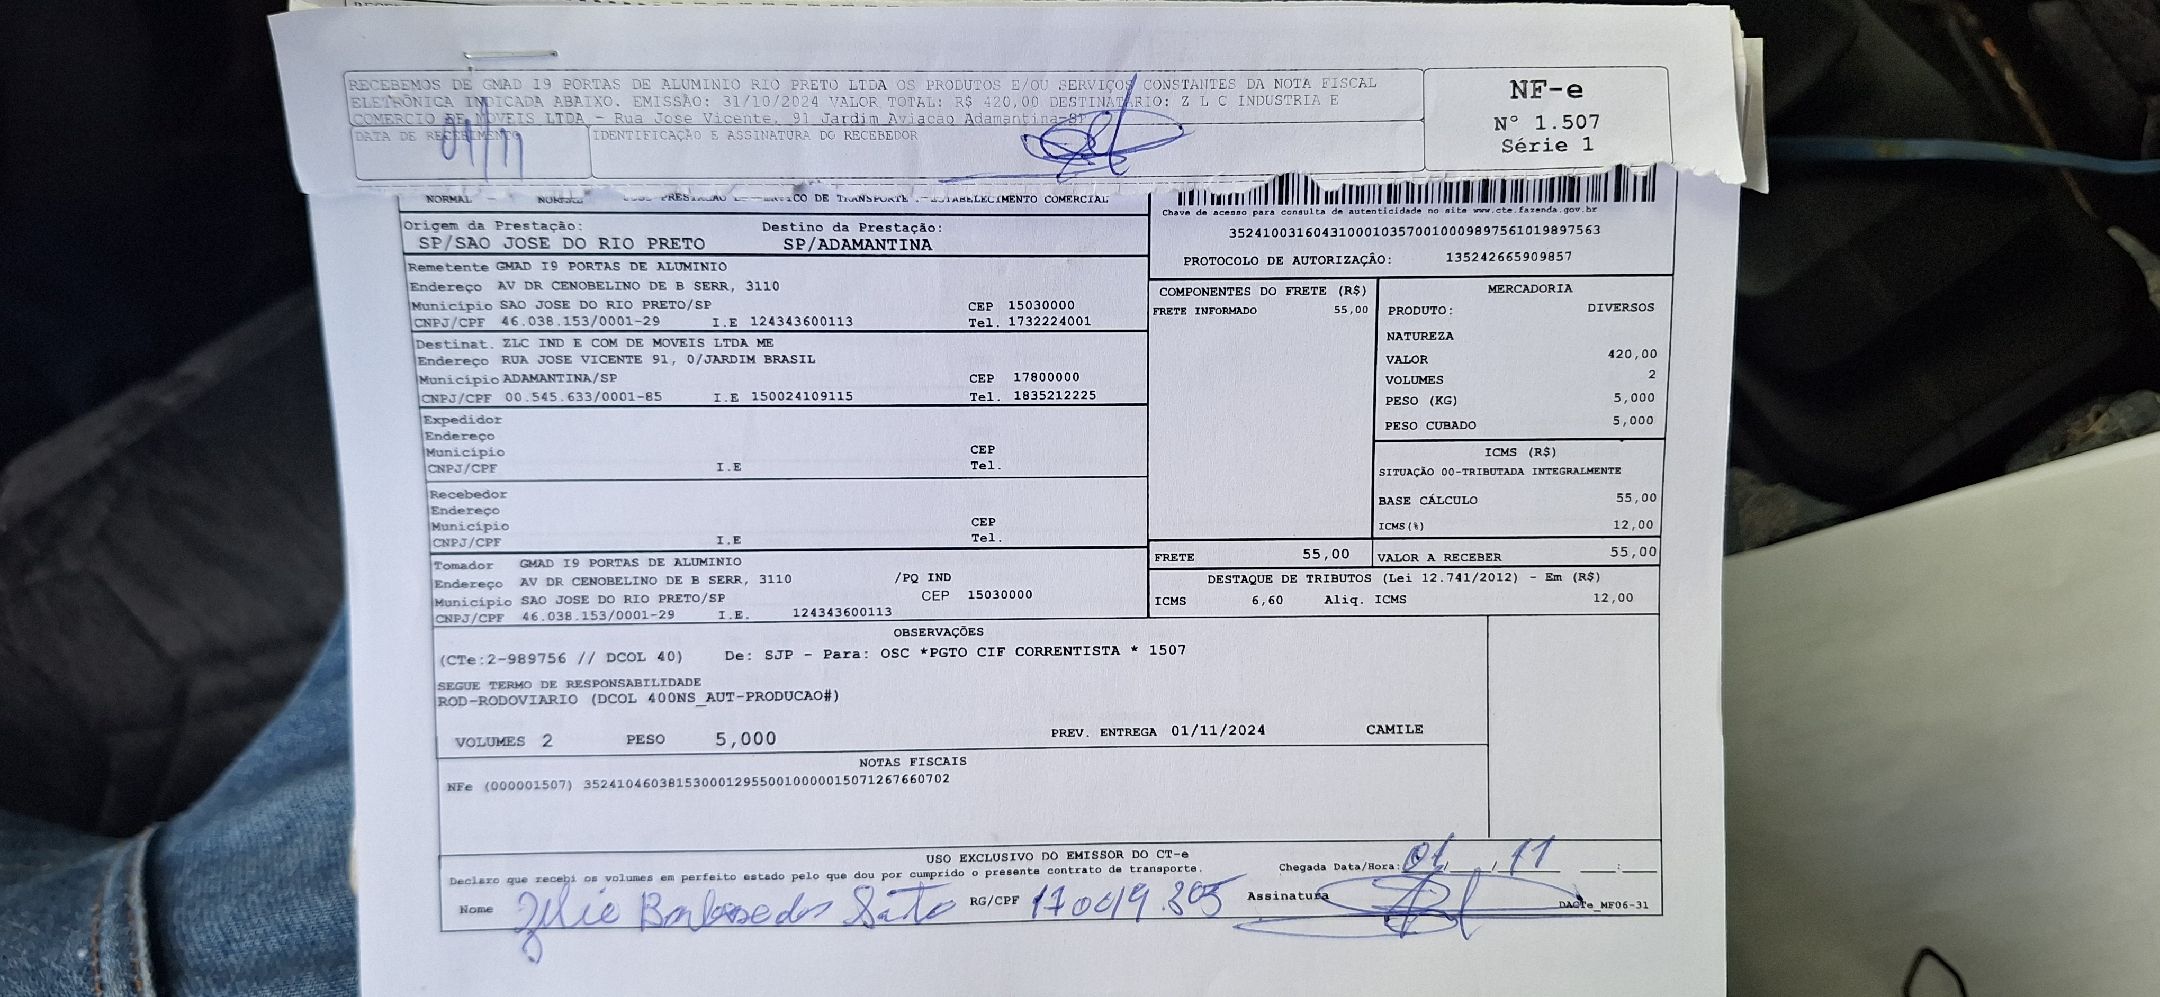 RECEBEMOS DE GMAD I9 PORTAS DE ALUMINIO RIO PRETO LTDA OS PRODUTOS E/OU SERVIÇOS CONSTANTES DA NOTA FISCAL
ELETRÔNICA INDICADA ABAIXO. EMISSÃO: 31/10/2024 VALOR TOTAL: R$ 420,00 DESTINATÁRIO: Z L C INDUSTRIA E
COMERCIO DE MOVEIS LTDA - Rua Jose Vicente, 91 Jardim Aviacao Adamantina-SP
NF-e
N° 1.507
Série 1
DATA DE RECEBIMENTO
01/11
IDENTIFICAÇÃO E ASSINATURA DO RECEBEDOR
NORMAL - DE TRANSPORTE COMERCIAL
Chave de acesso para consulta de autenticidade no site www.cte.fazenda.gov.br
35241003160431000103570010009897561019897563
PROTOCOLO DE AUTORIZAÇÃO: 135242665909857
Origem da Prestação: Destino da Prestação:
SP/SAO JOSE DO RIO PRETO SP/ADAMANTINA
Remetente GMAD I9 PORTAS DE ALUMINIO
Endereço AV DR CENOBELINO DE B SERR, 3110
Município SAO JOSE DO RIO PRETO/SP CEP 15030000
CNPJ/CPF 46.038.153/0001-29 I.E 124343600113 Tel. 1732224001
Destinat. ZLC IND E COM DE MOVEIS LTDA ME
Endereço RUA JOSE VICENTE 91, 0/JARDIM BRASIL
Município ADAMANTINA/SP CEP 17800000
CNPJ/CPF 00.545.633/0001-85 I.E 150024109115 Tel. 1835212225
Expedidor
Endereço
Município CEP
CNPJ/CPF I.E Tel.
Recebedor
Endereço
Município CEP
CNPJ/CPF I.E Tel.
Tomador GMAD I9 PORTAS DE ALUMINIO
Endereço AV DR CENOBELINO DE B SERR, 3110 /PQ IND
Município SAO JOSE DO RIO PRETO/SP CEP 15030000
CNPJ/CPF 46.038.153/0001-29 I.E. 124343600113
COMPONENTES DO FRETE (R$)
FRETE INFORMADO 55,00
FRETE 55,00
MERCADORIA
PRODUTO: DIVERSOS
NATUREZA
VALOR 420,00
VOLUMES 2
PESO (KG) 5,000
PESO CUBADO 5,000
ICMS (R$)
SITUAÇÃO 00-TRIBUTADA INTEGRALMENTE
BASE CÁLCULO 55,00
ICMS(%) 12,00
VALOR A RECEBER 55,00
DESTAQUE DE TRIBUTOS (Lei 12.741/2012) - Em (R$)
ICMS 6,60 Aliq. ICMS 12,00
OBSERVAÇÕES
(CTe:2-989756 // DCOL 40) De: SJP - Para: OSC *PGTO CIF CORRENTISTA * 1507
SEGUE TERMO DE RESPONSABILIDADE
ROD-RODOVIARIO (DCOL 400NS_AUT-PRODUCAO#)
VOLUMES 2 PESO 5,000 PREV. ENTREGA 01/11/2024 CAMILE
NOTAS FISCAIS
NFe (000001507) 35241046038153000129550010000015071267660702
USO EXCLUSIVO DO EMISSOR DO CT-e
Declaro que recebi os volumes em perfeito estado pelo que dou por cumprido o presente contrato de transporte.
Chegada Data/Hora: 01 / 11
Nome RG/CPF Assinatura
DACTe_MF06-31